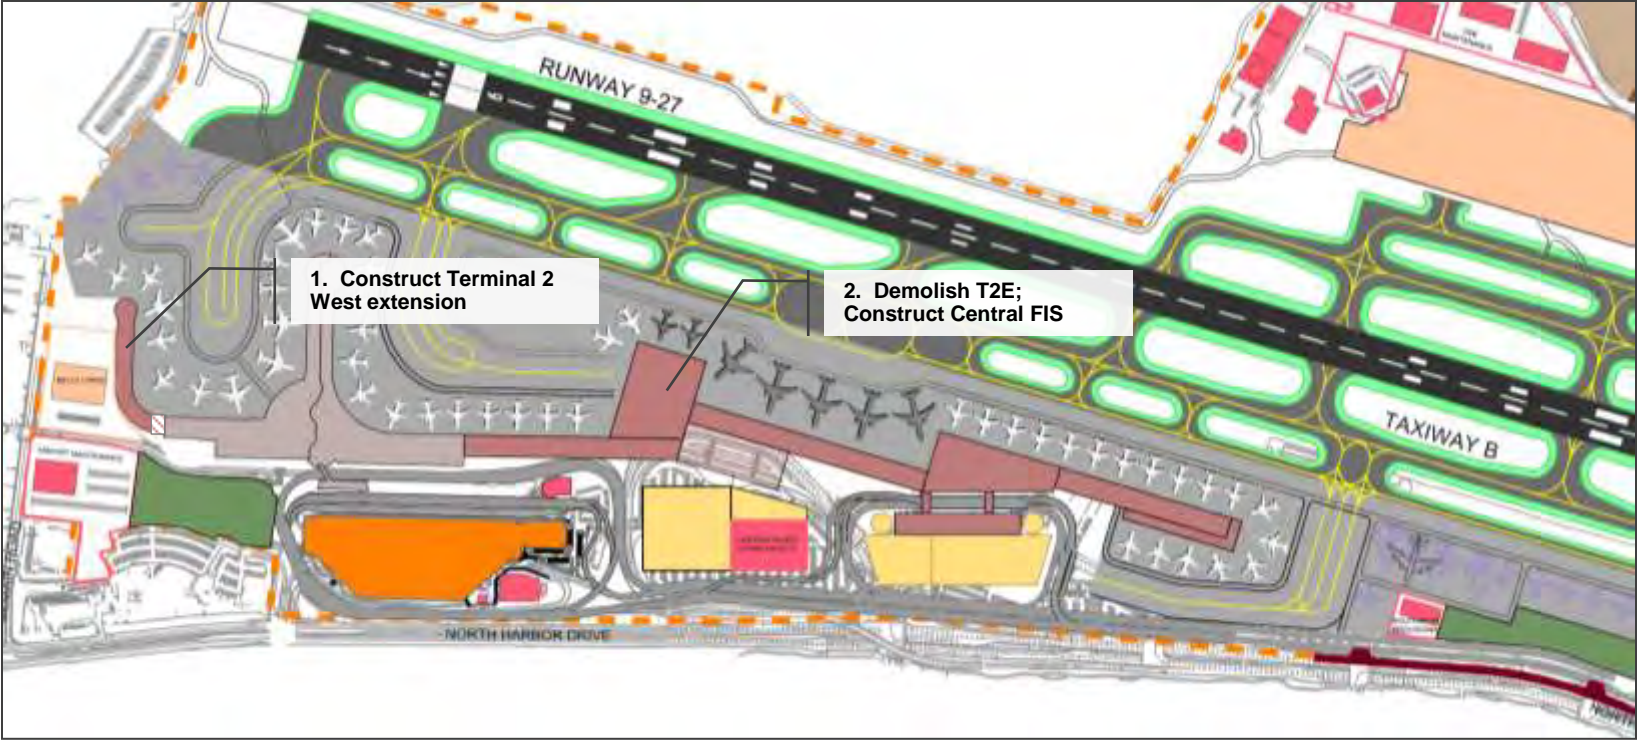 RUNWAY 9-27
1. Construct Terminal 2
West extension
2. Demolish T2E;
Construct Central FIS
TAXIWAY B
NORTH HARBOR DRIVE